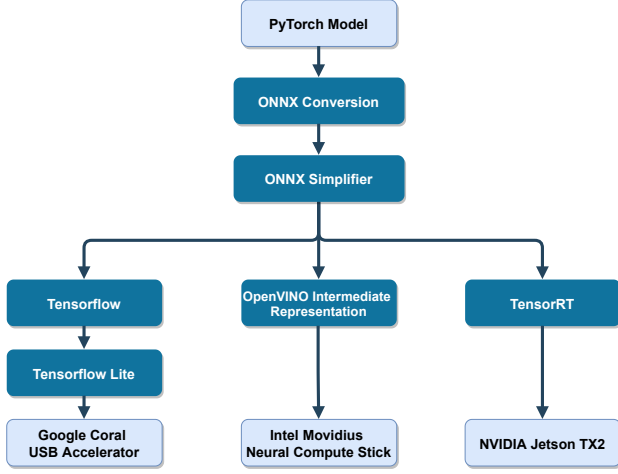 PyTorch Model
ONNX Conversion
ONNX Simplifier
Tensorflow
OpenVINO Intermediate
Representation
TensorRT
Tensorflow Lite
Google Coral
USB Accelerator
Intel Movidius
Neural Compute Stick
NVIDIA Jetson TX2